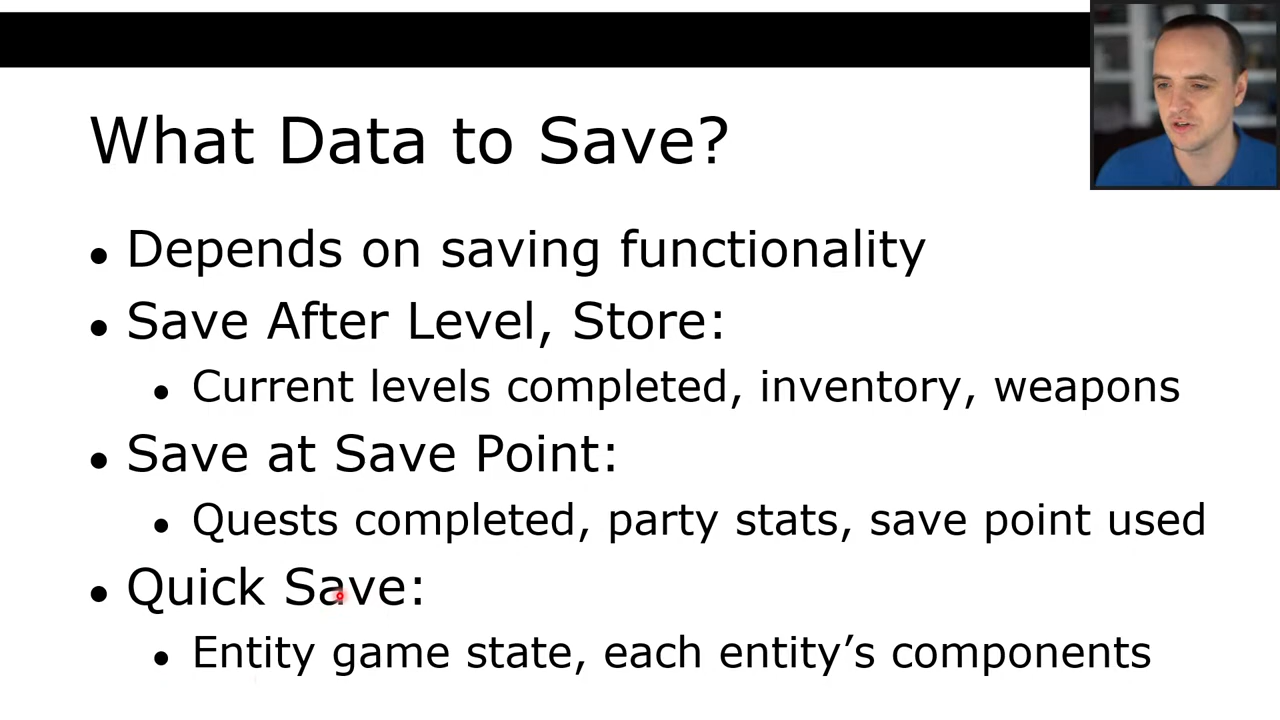 What Data to Save?
• Depends on saving functionality
• Save After Level, Store:
• Current levels completed, inventory, weapons
• Save at Save Point:
• Quests completed, party stats, save point used
• Quick Save:
• Entity game state, each entity’s components